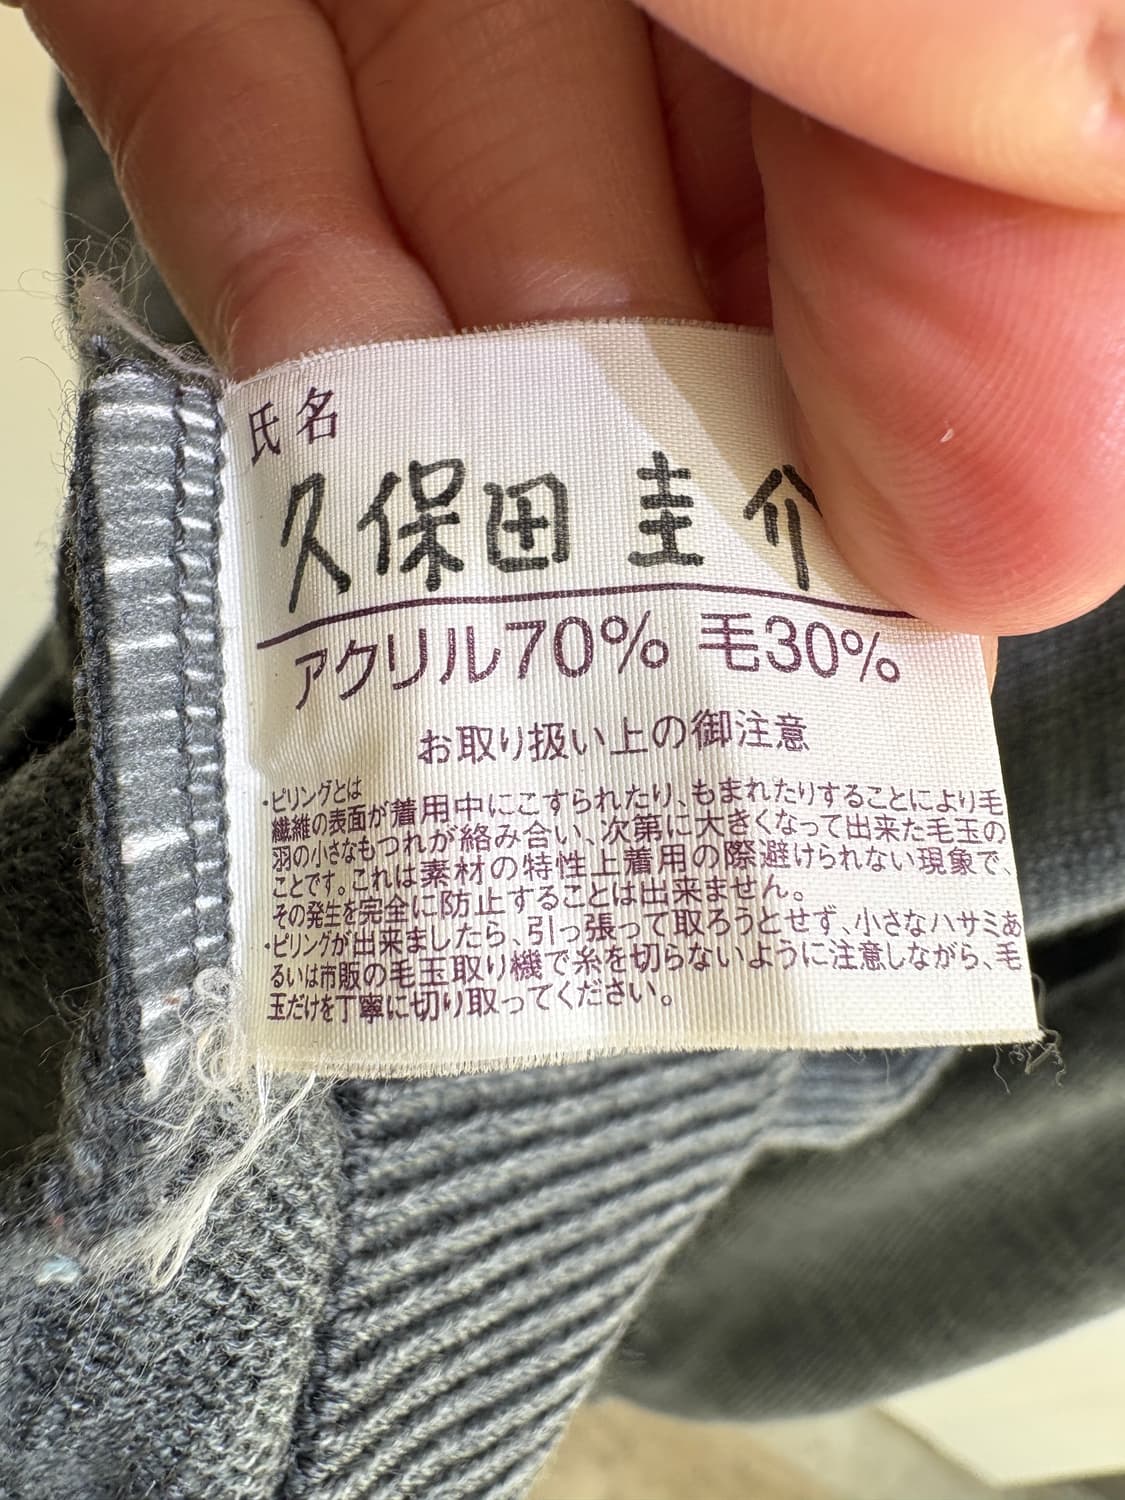 氏名
久保田 圭介
アクリル70% 毛30%
お取り扱い上の御注意
・ピリングとは
繊維の表面が着用中にこすられたり、もまれたりすることにより毛
羽の小さなもつれが絡み合い、次第に大きくなって出来た毛玉の
ことです。これは素材の特性上着用の際避けられない現象で、
その発生を完全に防止することは出来ません。
・ピリングが出来ましたら、引っ張って取ろうとせず、小さなハサミあ
るいは市販の毛玉取り機で糸を切らないように注意しながら、毛
玉だけを丁寧に切り取ってください。